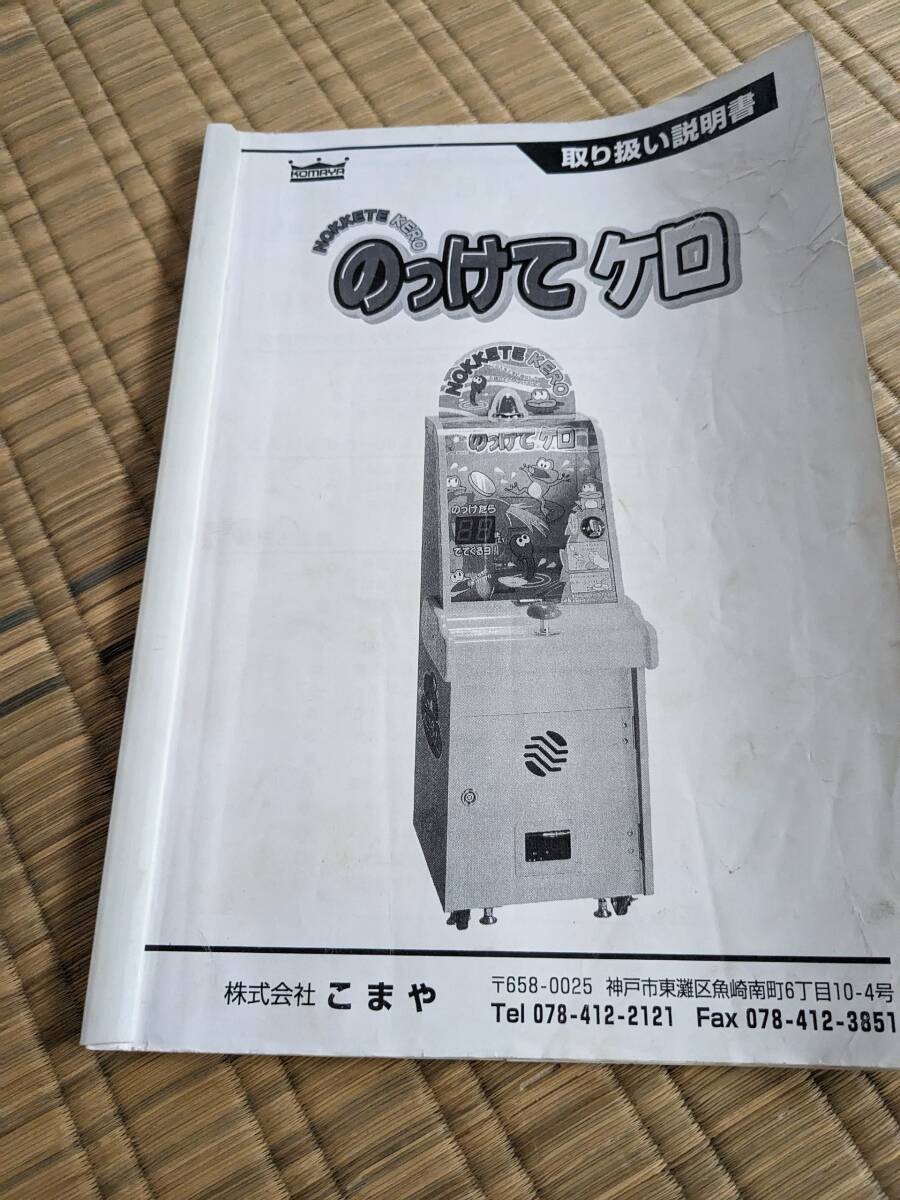 取り扱い説明書
KOMAYA
NOKKETE KERO
のっけてケロ
NOKKETE KERO
のっけてケロ
のっけたら
88
でてくるヨ!
株式会社 こまや
〒658-0025 神戸市東灘区魚崎南町6丁目10-4号
Tel 078-412-2121 Fax 078-412-3851